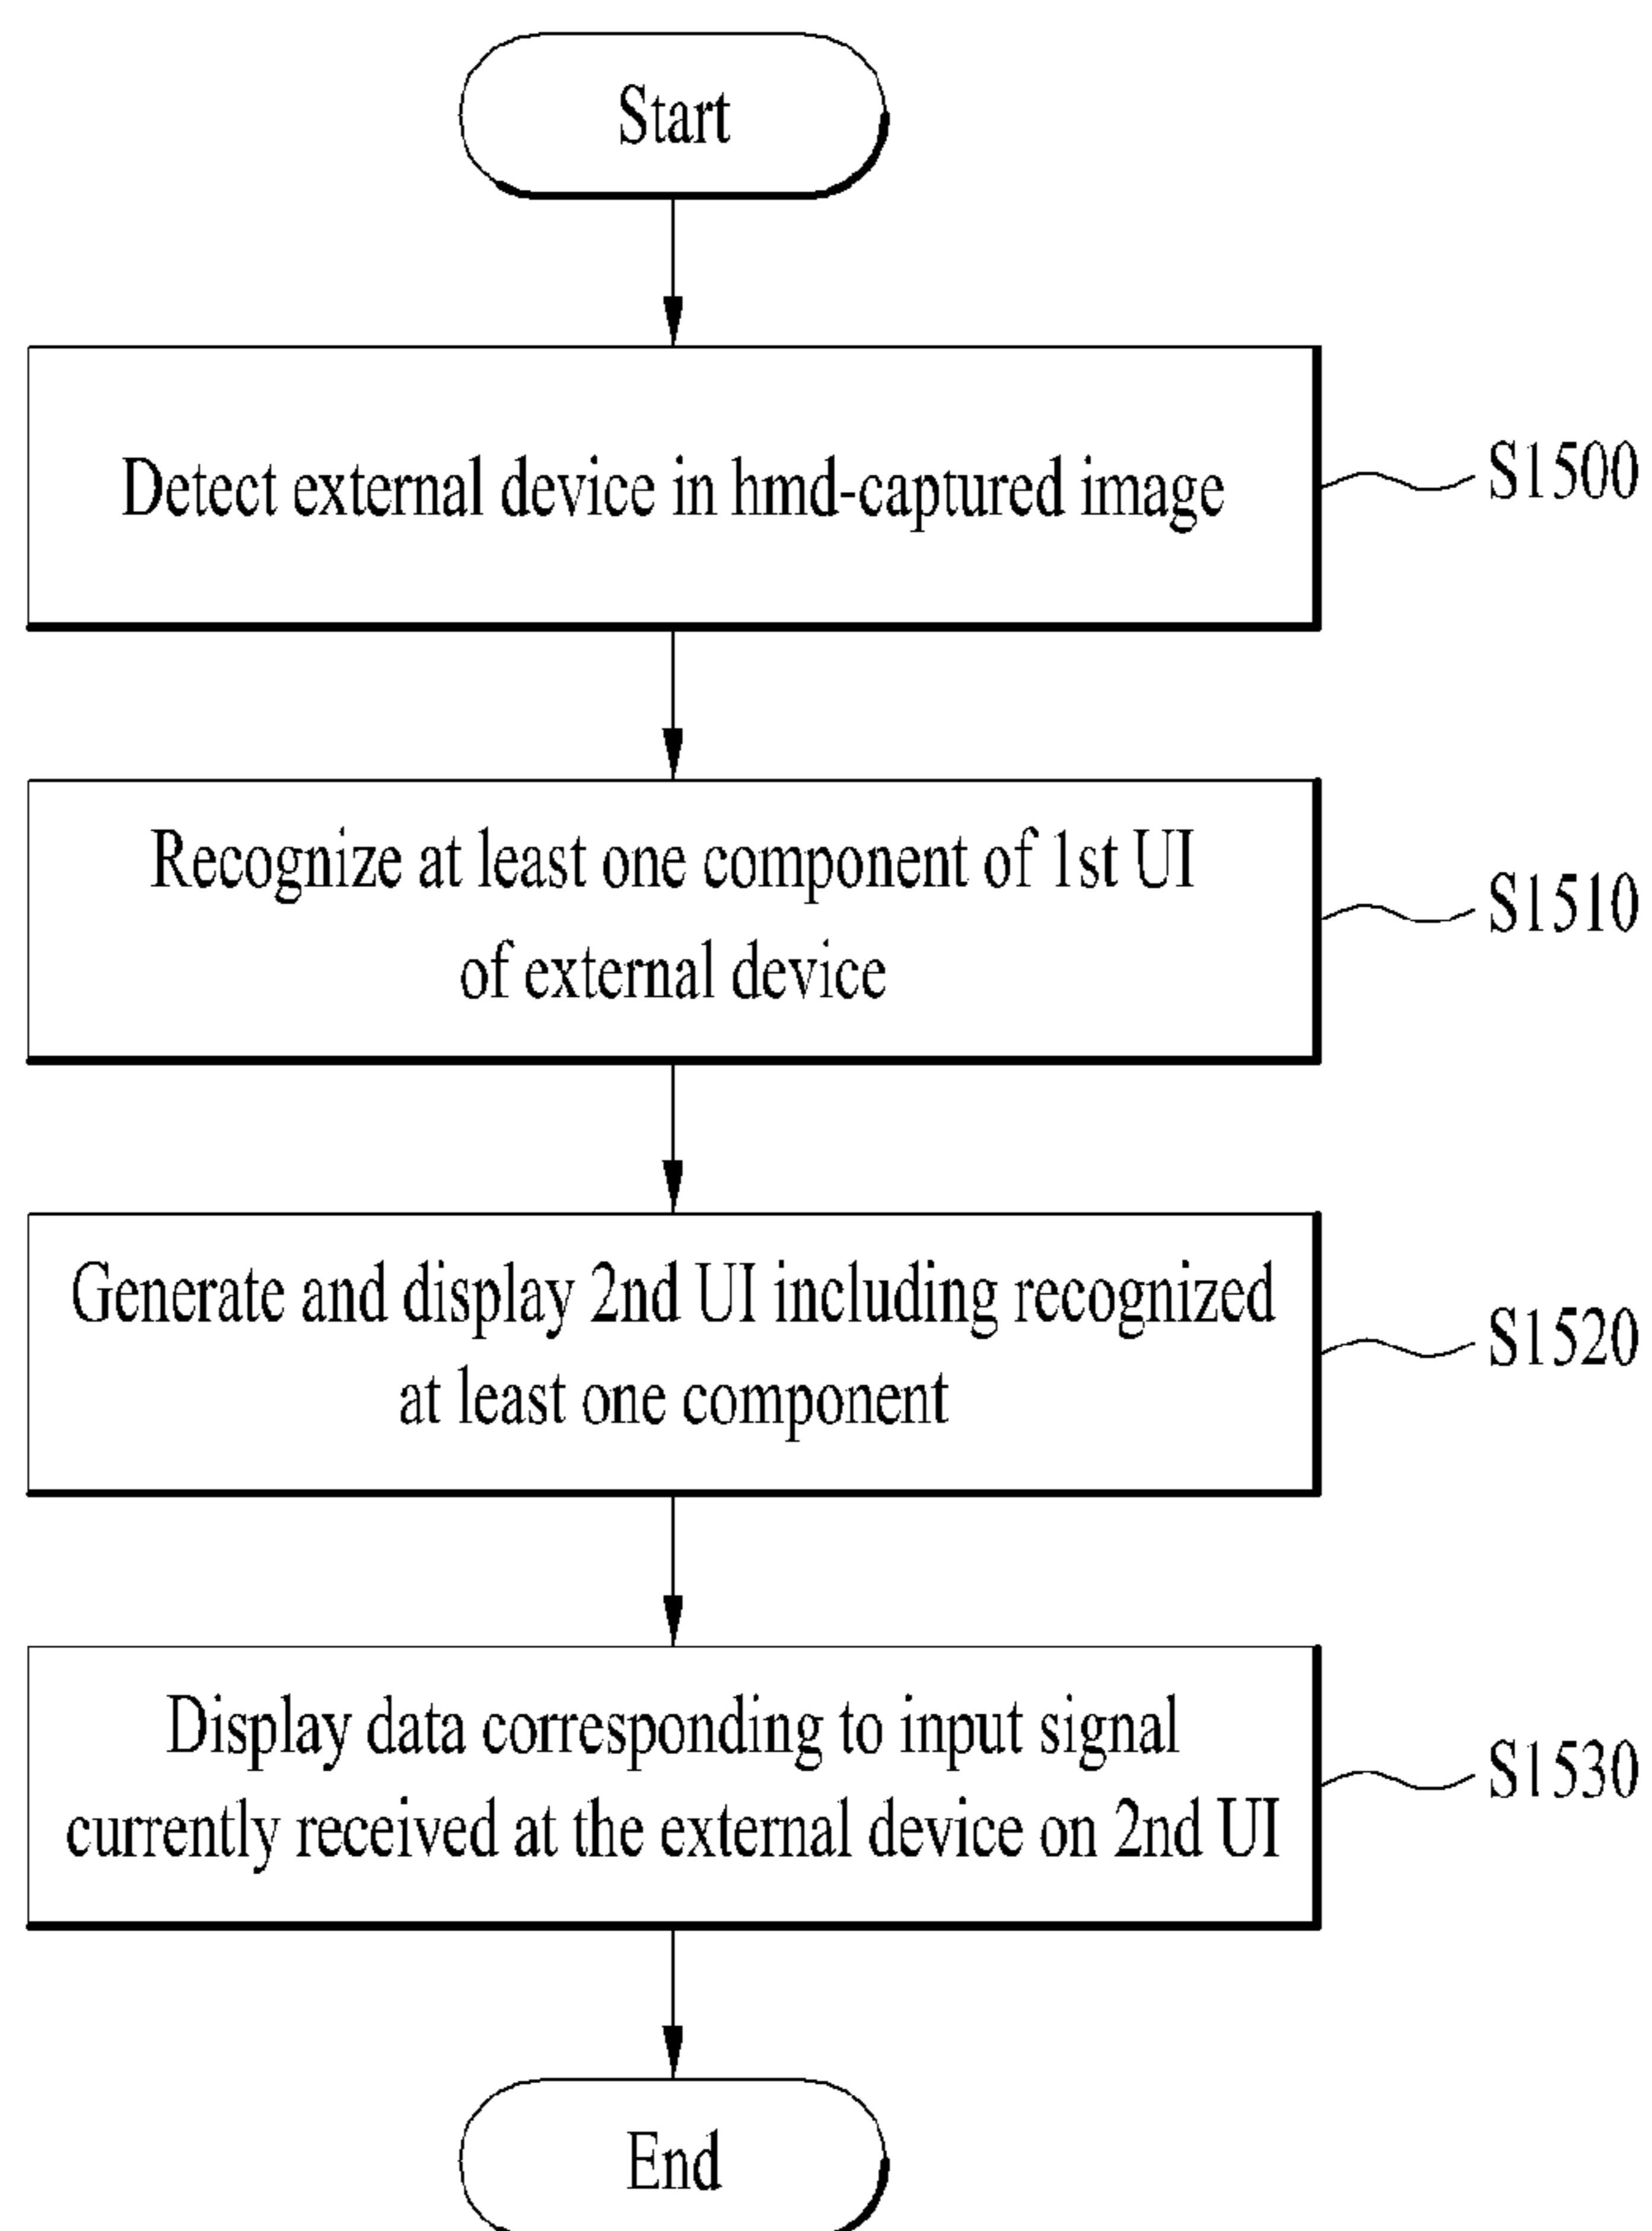 Start
Detect external device in hmd-captured image
S1500
Recognize at least one component of 1st UI
of external device
S1510
Generate and display 2nd UI including recognized
at least one component
S1520
Display data corresponding to input signal
currently received at the external device on 2nd UI
S1530
End